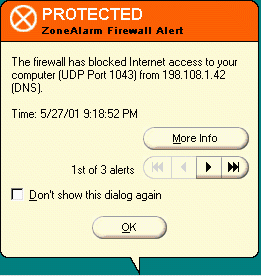 PROTECTED
ZoneAlarm Firewall Alert
The firewall has blocked Internet access to your
computer (UDP Port 1043) from 198.108.1.42
(DNS).
Time: 5/27/01 9:18:52 PM
More Info
1st of 3 alerts
Don't show this dialog again
OK